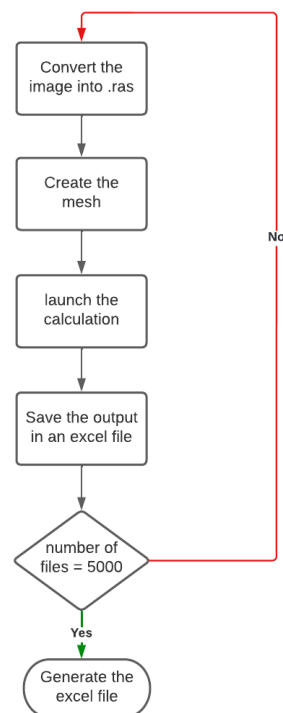 Convert the
image into .ras
Create the
mesh
launch the
calculation
Save the output
in an excel file
number of
files = 5000
No
Yes
Generate the
excel file